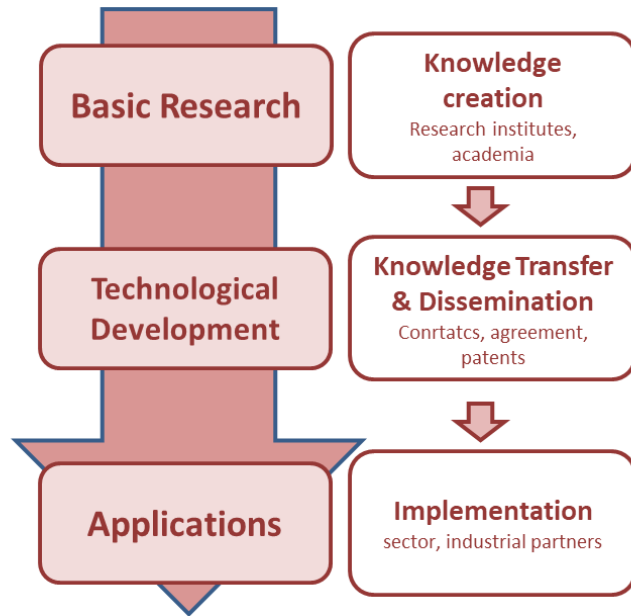 Basic Research
Knowledge
creation
Research institutes,
academia
Technological
Development
Knowledge Transfer
& Dissemination
Conrtatcs, agreement,
patents
Applications
Implementation
sector, industrial partners